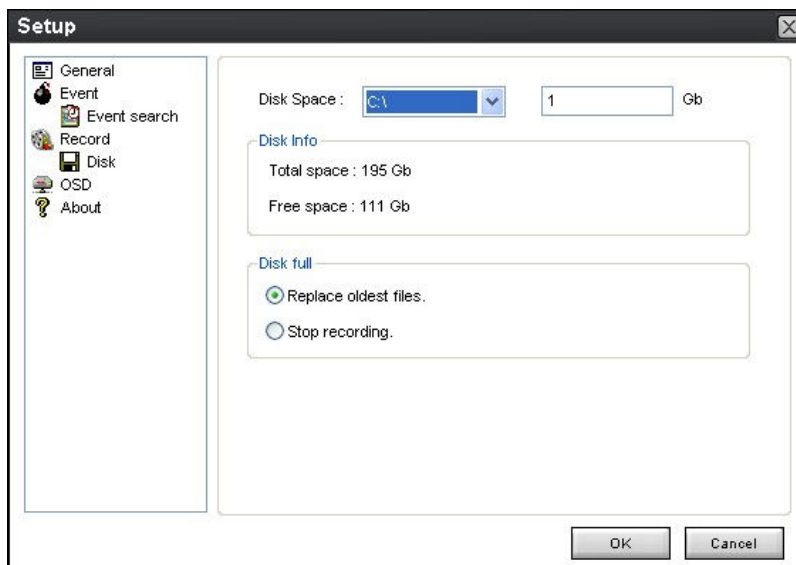 Setup
General
Event
Event search
Record
Disk
OSD
About
Disk Space : C:\ 1 Gb
Disk Info
Total space : 195 Gb
Free space : 111 Gb
Disk full
Replace oldest files.
Stop recording.
OK Cancel